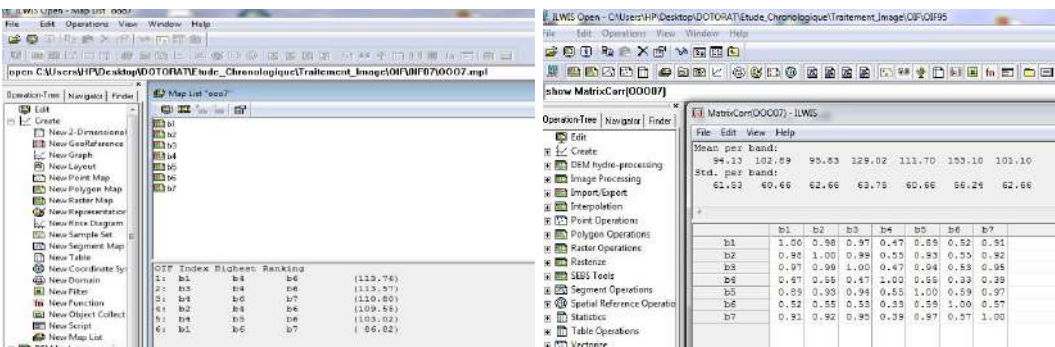 ILWIS Open - Map List "ooo7"
File Edit Operations View Window Help
open C:\Users\HP\Desktop\DOTORAT\Etude_Chronologique\Traitement_Image\OIF\OIF07\OOO7.mpl
Operation-Tree Navigator Finder
Edit
Create
New 2-Dimensional
New GeoReference
New Graph
New Layout
New Point Map
New Polygon Map
New Raster Map
New Representation
New Rose Diagram
New Sample Set
New Segment Map
New Table
New Coordinate Sy
New Domain
New Filter
New Function
New Object Collect
New Script
New Map List
Map List "ooo7"
b1
b2
b3
b4
b5
b6
b7
OIF Index Highest Ranking
1: b1 b4 b6 (113.76)
2: b3 b4 b6 (113.57)
3: b4 b6 b7 (110.80)
4: b2 b4 b6
5: b4 b5 b6 (103.02)
6: b1 b6 b7 ( 86.82)
ILWIS Open - C:\Users\HP\Desktop\DOTORAT\Etude_Chronologique\Traitement_Image\OIF\OIF95
File Edit Operations View Window Help
show MatrixCorr(OOO07)
Operation-Tree Navigator Finder
Edit
Create
DEM hydro-processing
Image Processing
Import/Export
Interpolation
Point Operations
Polygon Operations
Raster Operations
Rasterize
SEBS Tools
Segment Operations
Spatial Reference Operatio
Statistics
Table Operations
Vectorize
MatrixCorr(OOO07) - ILWIS
File Edit View Help
Mean per band:
94.13 102.89 95.83 129.02 111.70 153.10 101.10
Std. per band:
61.53 60.66 62.66 63.75 60.66 56.24 62.66
b1 b2 b3 b4 b5 b6 b7
b1 1.00 0.98 0.97 0.47 0.89 0.52 0.91
b2 0.98 1.00 0.99 0.55 0.93 0.55 0.92
b3 0.97 0.99 1.00 0.47 0.94 0.53 0.95
b4 0.47 0.55 0.47 1.00 0.55 0.33 0.39
b5 0.89 0.93 0.94 0.55 1.00 0.59 0.97
b6 0.52 0.55 0.53 0.33 0.59 1.00 0.57
b7 0.91 0.92 0.95 0.39 0.97 0.57 1.00